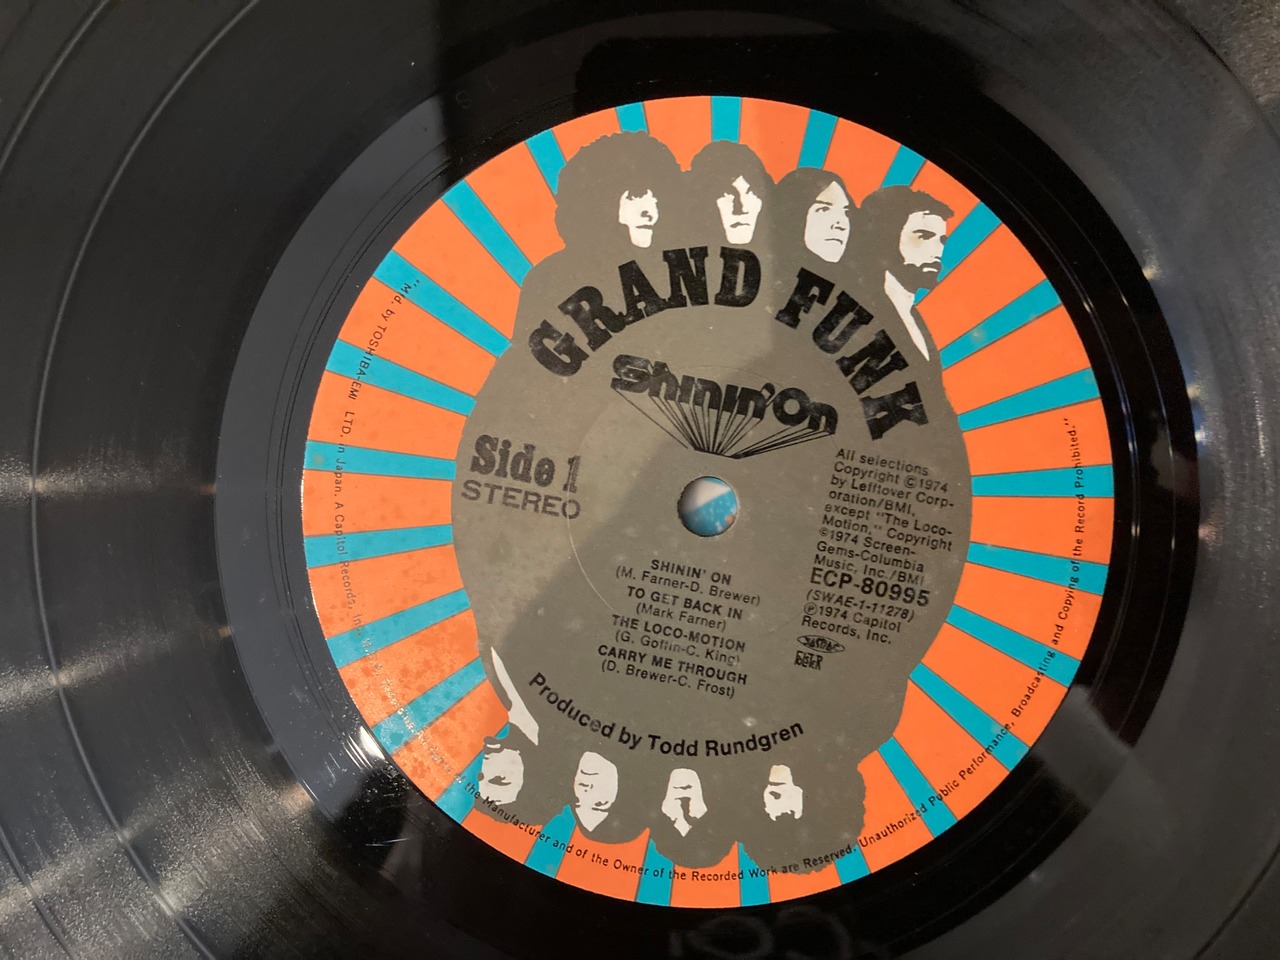 GRAND FUNK
Shinin' On
Side 1
STEREO
All selections
Copyright ©1974
by Leftover Corp-
oration/BMI,
except "The Loco-
Motion," Copyright
©1974 Screen-
Gems-Columbia
Music, Inc./BMI
ECP-80995
(SWAE-1-11278)
℗1974 Capitol
Records, Inc.
SHININ' ON
(M. Farner-D. Brewer)
TO GET BACK IN
(Mark Farner)
THE LOCO-MOTION
(G. Goffin-C. King)
CARRY ME THROUGH
(D. Brewer-C. Frost)
Produced by Todd Rundgren
"Mfd. by TOSHIBA-EMI LTD. in Japan. A Capitol Records, Inc. of the Manufacturer and of the Owner of the Recorded Work are Reserved. Unauthorized Public Performance, Broadcasting and Copying of the Record Prohibited."